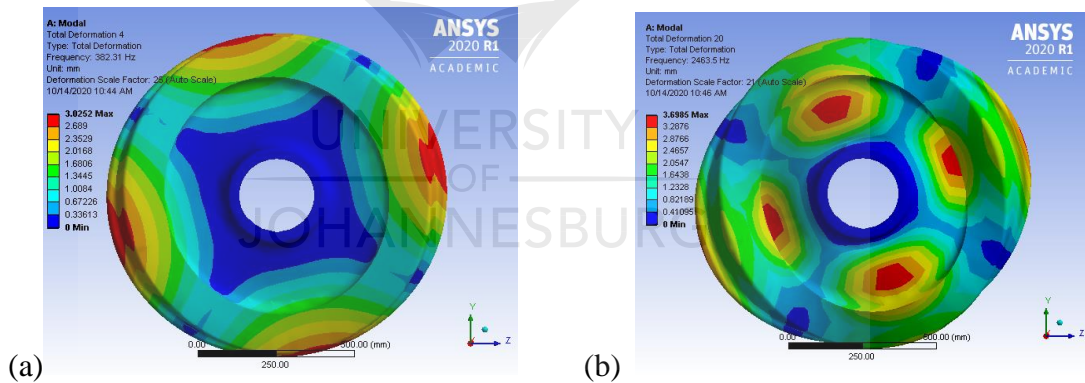 A: Modal
Total Deformation 4
Type: Total Deformation
Frequency: 382.31 Hz
Unit: mm
Deformation Scale Factor: 26 (Auto Scale)
10/14/2020 10:44 AM
ANSYS
2020 R1
ACADEMIC
3.0252 Max
2.689
2.3529
2.0168
1.6806
1.3445
1.0084
0.67226
0.33613
0 Min
Y
Z
0.00
500.00 (mm)
250.00
(a)
A: Modal
Total Deformation 20
Type: Total Deformation
Frequency: 2463.5 Hz
Unit: mm
Deformation Scale Factor: 21 (Auto Scale)
10/14/2020 10:46 AM
ANSYS
2020 R1
ACADEMIC
3.6985 Max
3.2876
2.8766
2.4657
2.0547
1.6438
1.2328
0.82189
0.41095
0 Min
Y
Z
0.00
500.00 (mm)
250.00
(b)
UNIVERSITY
OF
JOHANNESBURG